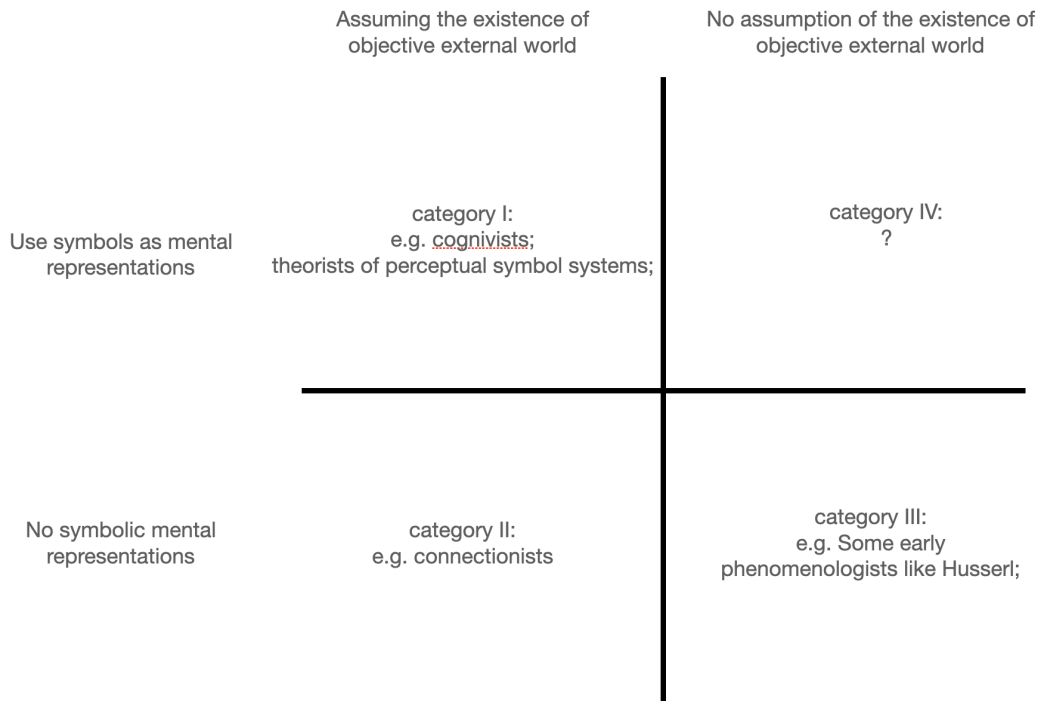 Assuming the existence of
objective external world
No assumption of the existence of
objective external world
Use symbols as mental
representations
category I:
e.g. cognivists;
theorists of perceptual symbol systems;
category IV:
?
No symbolic mental
representations
category II:
e.g. connectionists
category III:
e.g. Some early
phenomenologists like Husserl;